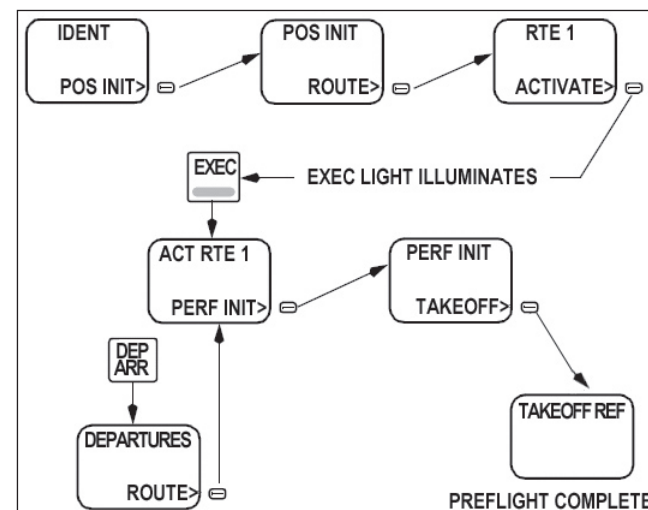 IDENT
POS INIT>
POS INIT
ROUTE>
RTE 1
ACTIVATE>
EXEC
EXEC LIGHT ILLUMINATES
ACT RTE 1
PERF INIT>
PERF INIT
TAKEOFF>
DEP
ARR
DEPARTURES
ROUTE>
TAKEOFF REF
PREFLIGHT COMPLETE